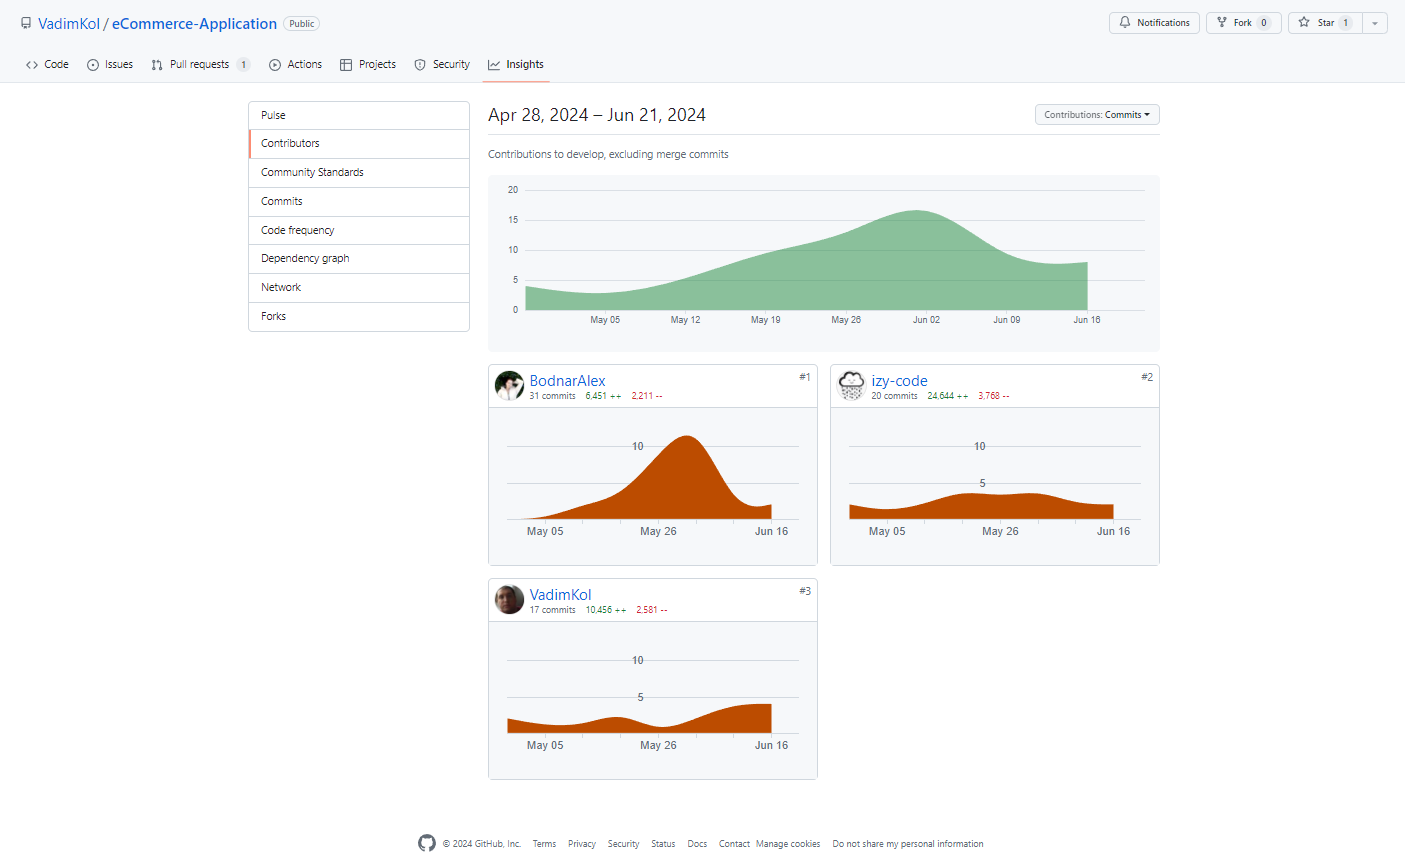 VadimKol / eCommerce-Application Public
Notifications Fork 0 Star 1
Code Issues Pull requests 1 Actions Projects Security Insights
Pulse
Contributors
Community Standards
Commits
Code frequency
Dependency graph
Network
Forks
Apr 28, 2024 – Jun 21, 2024
Contributions: Commits
Contributions to develop, excluding merge commits
20
15
10
5
0
May 05 May 12 May 19 May 26 Jun 02 Jun 09 Jun 16
BodnarAlex #1
31 commits 6,451 ++ 2,211 --
10
May 05 May 26 Jun 16
izy-code #2
20 commits 24,644 ++ 3,768 --
10
5
May 05 May 26 Jun 16
VadimKol #3
17 commits 10,456 ++ 2,581 --
10
5
May 05 May 26 Jun 16
© 2024 GitHub, Inc. Terms Privacy Security Status Docs Contact Manage cookies Do not share my personal information